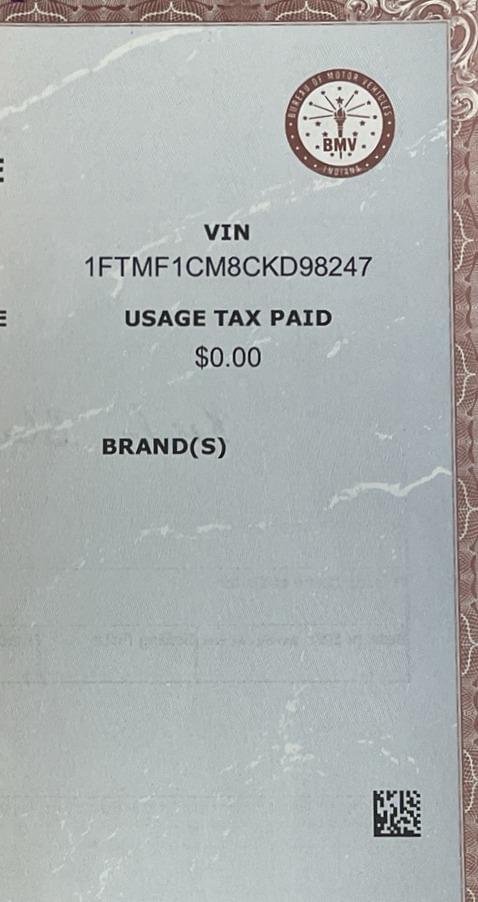 BUREAU OF MOTOR VEHICLES
BMV
INDIANA
E
VIN
1FTMF1CM8CKD98247
E
USAGE TAX PAID
$0.00
BRAND(S)